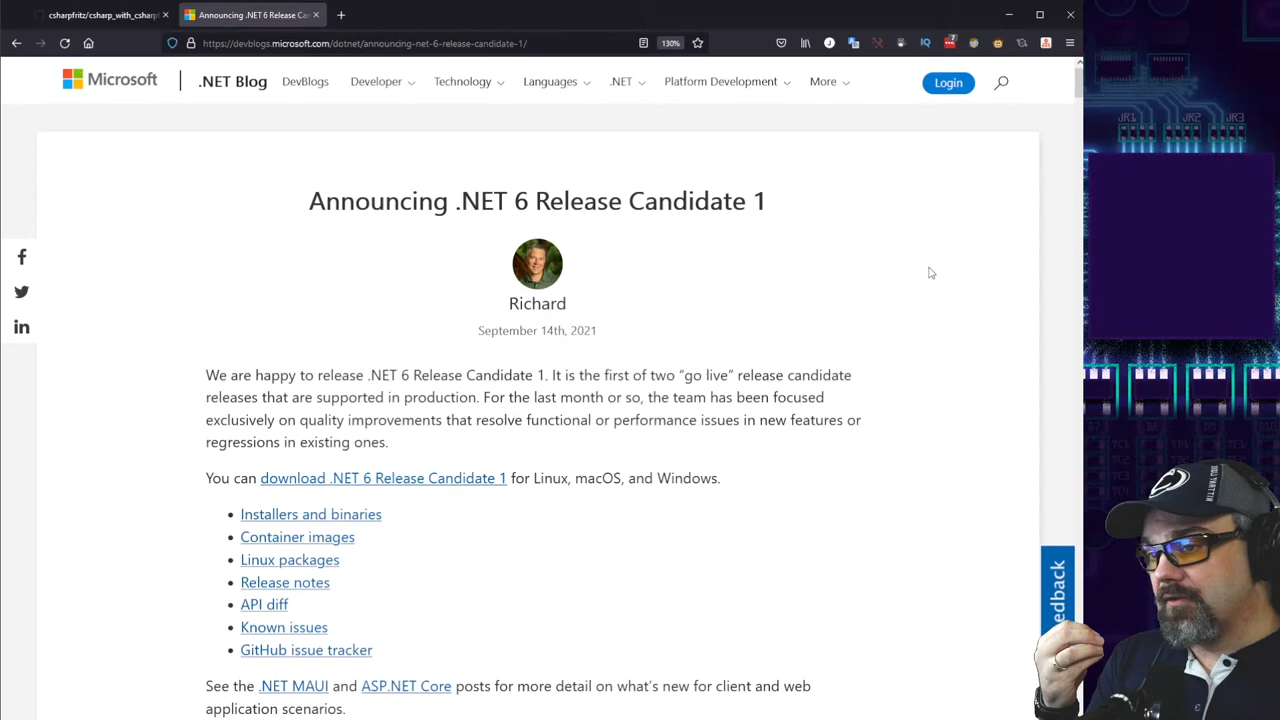 csharpfritz/csharp_with_csharpf
Announcing .NET 6 Release Ca
https://devblogs.microsoft.com/dotnet/announcing-net-6-release-candidate-1/
130%
7
Microsoft
.NET Blog
DevBlogs
Developer
Technology
Languages
.NET
Platform Development
More
Login
Announcing .NET 6 Release Candidate 1
Richard
September 14th, 2021
We are happy to release .NET 6 Release Candidate 1. It is the first of two “go live” release candidate
releases that are supported in production. For the last month or so, the team has been focused
exclusively on quality improvements that resolve functional or performance issues in new features or
regressions in existing ones.
You can download .NET 6 Release Candidate 1 for Linux, macOS, and Windows.
• Installers and binaries
• Container images
• Linux packages
• Release notes
• API diff
• Known issues
• GitHub issue tracker
See the .NET MAUI and ASP.NET Core posts for more detail on what’s new for client and web
application scenarios.
edback
JR1
JR2
JR3